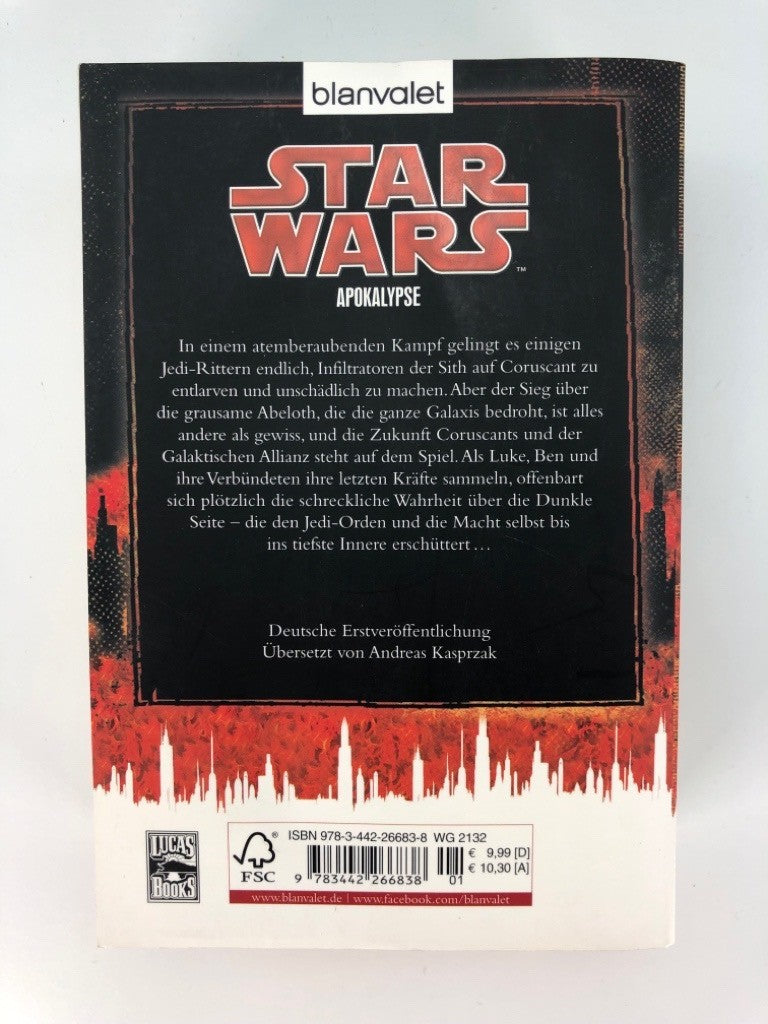 blanvalet
STAR
WARS
™
APOKALYPSE
In einem atemberaubenden Kampf gelingt es einigen
Jedi-Rittern endlich, Infiltratoren der Sith auf Coruscant zu
entlarven und unschädlich zu machen. Aber der Sieg über
die grausame Abeloth, die die ganze Galaxis bedroht, ist alles
andere als gewiss, und die Zukunft Coruscants und der
Galaktischen Allianz steht auf dem Spiel. Als Luke, Ben und
ihre Verbündeten ihre letzten Kräfte sammeln, offenbart
sich plötzlich die schreckliche Wahrheit über die Dunkle
Seite – die den Jedi-Orden und die Macht selbst bis
ins tiefste Innere erschüttert …
Deutsche Erstveröffentlichung
Übersetzt von Andreas Kasprzak
LUCAS
BOOKS
® ISBN 978-3-442-26683-8 WG 2132
€ 9,99 [D]
€ 10,30 [A]
FSC
9 783442 266838 01
www.blanvalet.de | www.facebook.com/blanvalet